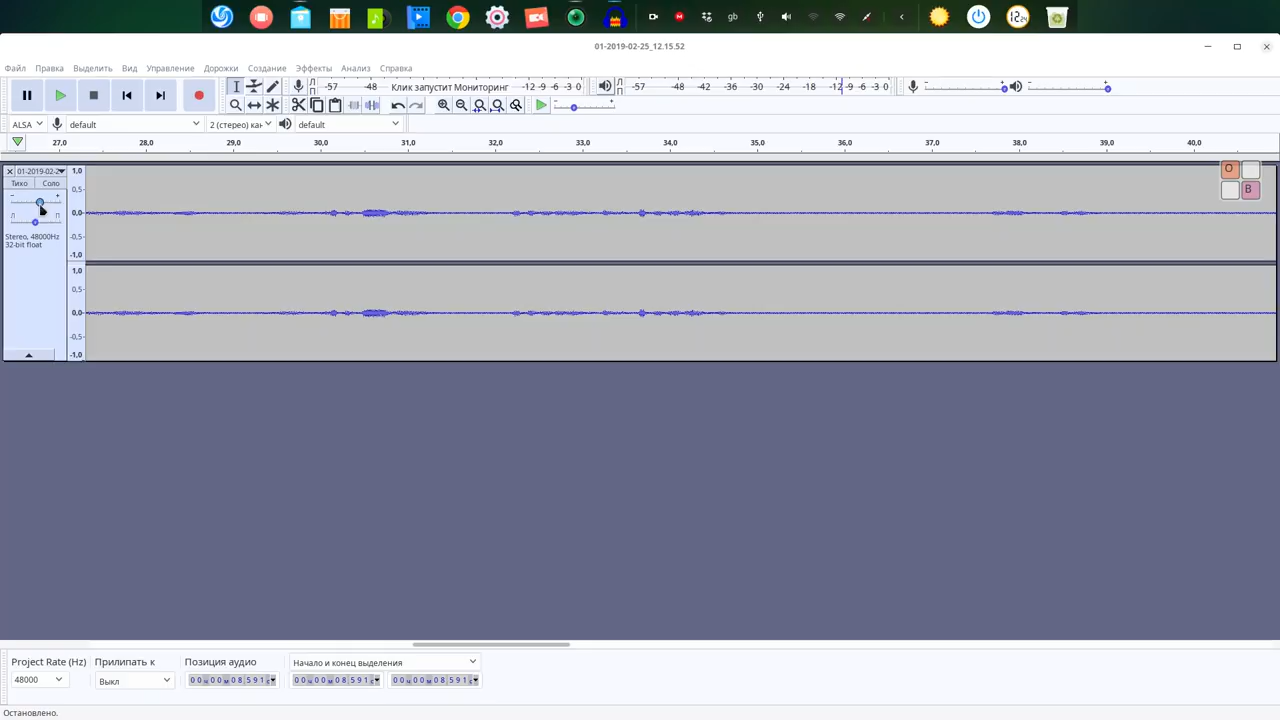 gb
12 24
01-2019-02-25_12.15.52
Файл Правка Выделить Вид Управление Дорожки Создание Эффекты Анализ Справка
Л П -57 -48 Клик запустит Мониторинг -12 -9 -6 -3 0
Л П -57 -48 -42 -36 -30 -24 -18 -12 -9 -6 -3 0
ALSA default 2 (стерео) кан default
27,0 28,0 29,0 30,0 31,0 32,0 33,0 34,0 35,0 36,0 37,0 38,0 39,0 40,0
01-2019-02-2
Тихо Соло
- +
Л П
Stereo, 48000Hz
32-bit float
1,0
0,5
0,0
-0,5
-1,0
1,0
0,5
0,0
-0,5
-1,0
O
B
Project Rate (Hz) Прилипать к Позиция аудио Начало и конец выделения
48000 Выкл 00ч00м08,591с 00ч00м08,591с 00ч00м08,591с
Остановлено.